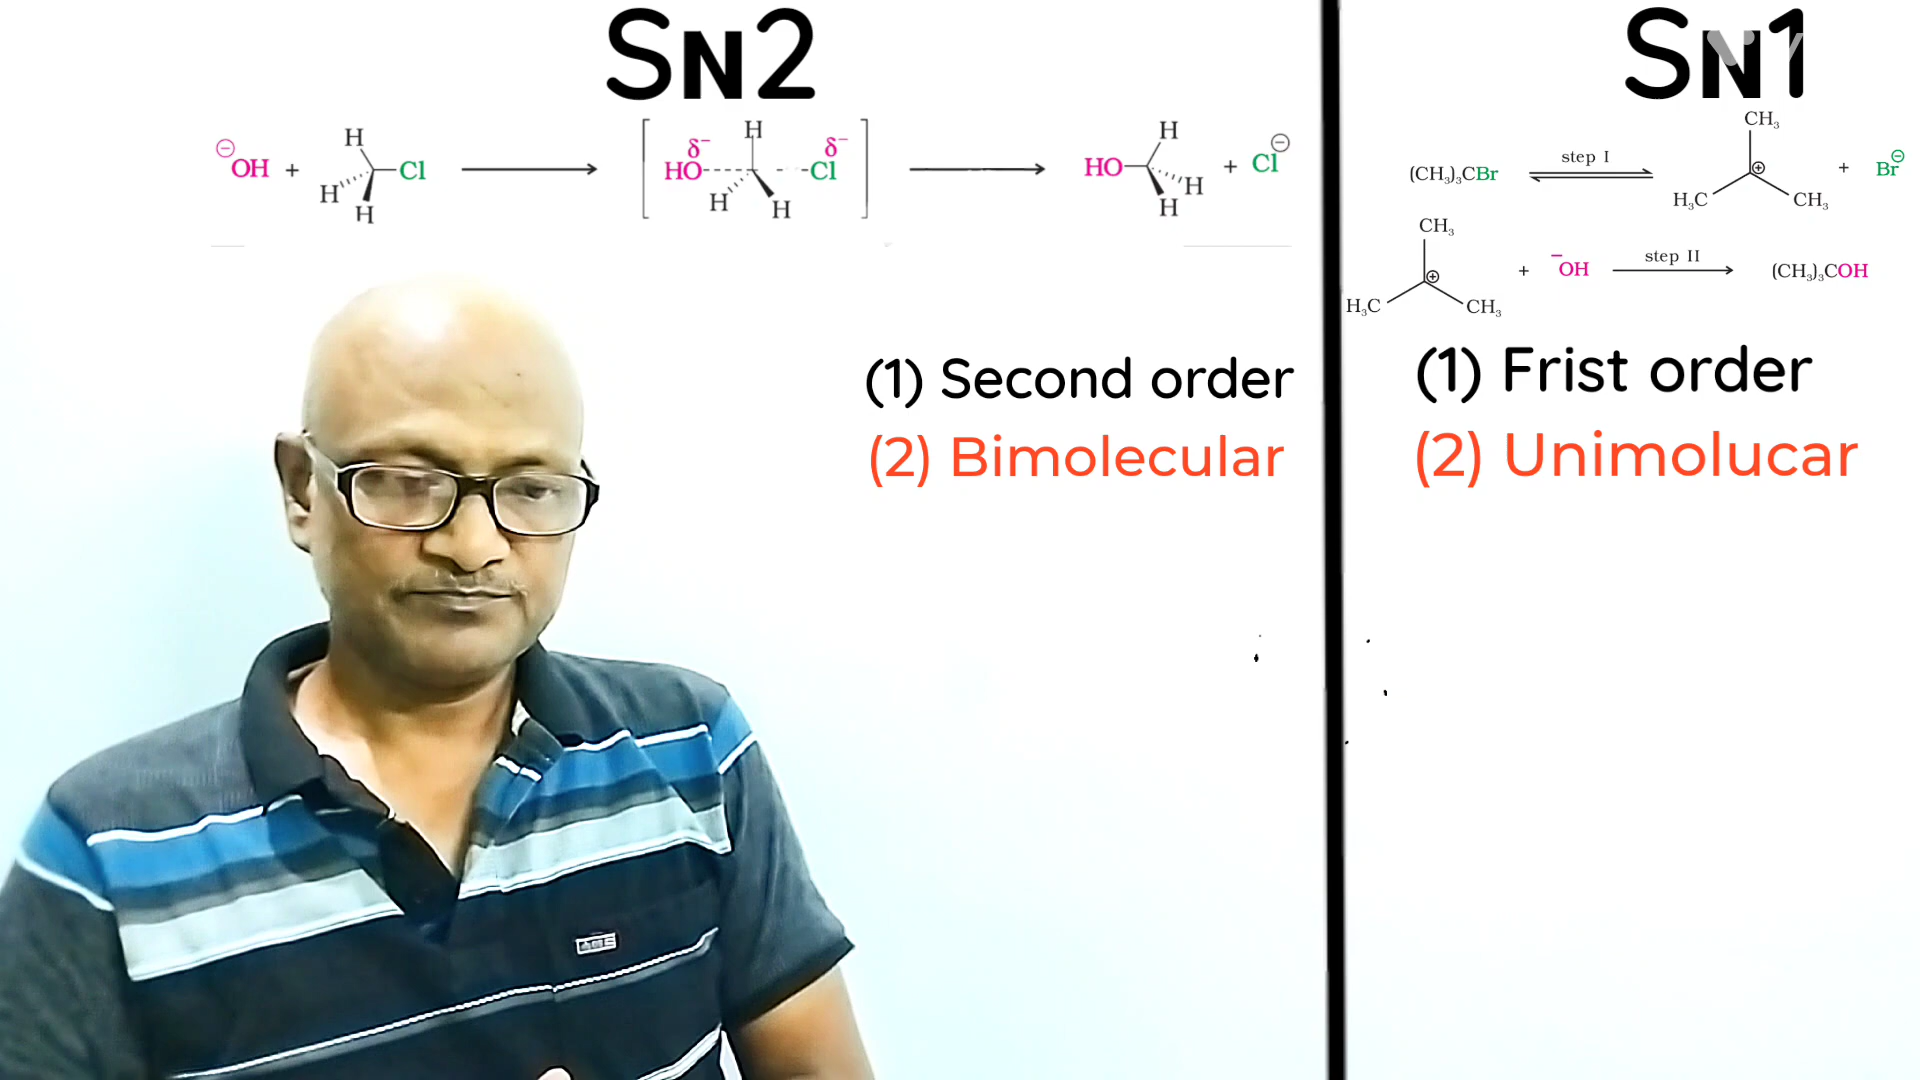 SN2
⊖OH + H H H Cl ⟶ [ HO δ⁻ H H H Cl δ⁻ ] ⟶ HO H H H + Cl⊖
(1) Second order
(2) Bimolecular
SN1
(CH₃)₃CBr step I CH₃ H₃C ⊕ CH₃ + Br⊖
CH₃ H₃C ⊕ CH₃ + ⁻OH step II (CH₃)₃COH
(1) Frist order
(2) Unimolucar